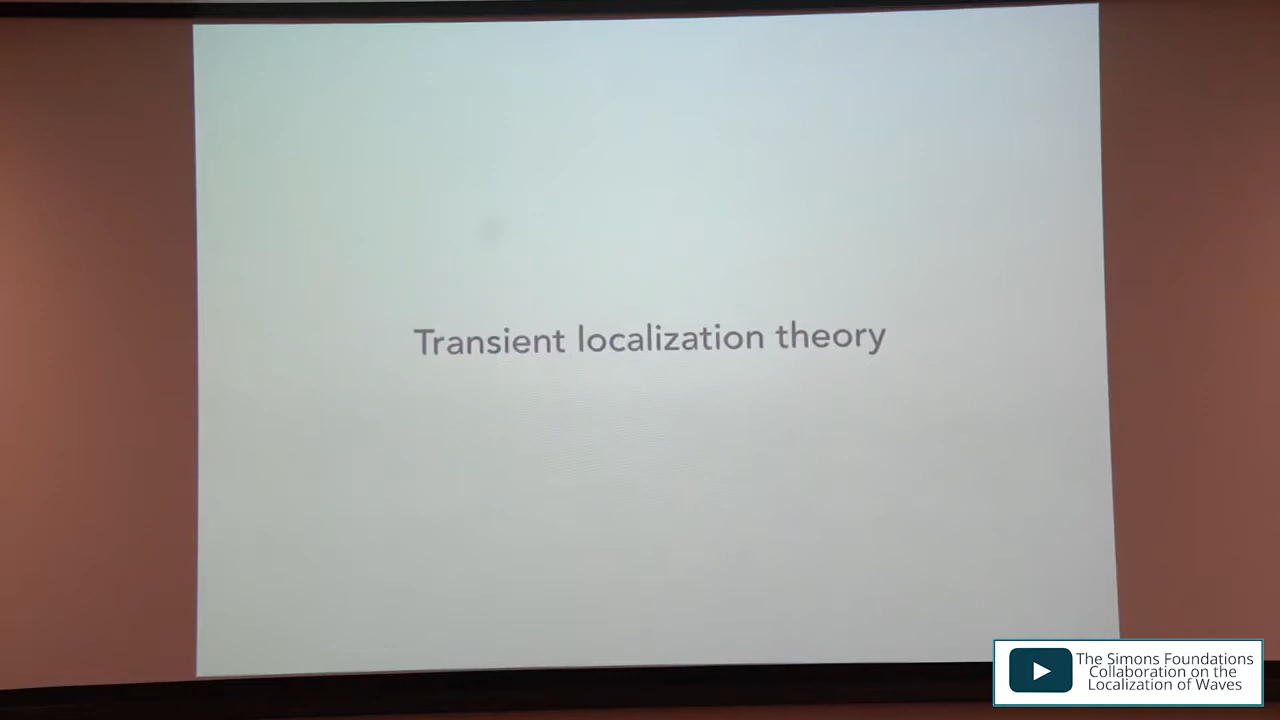 Transient localization theory
The Simons Foundations
Collaboration on the
Localization of Waves